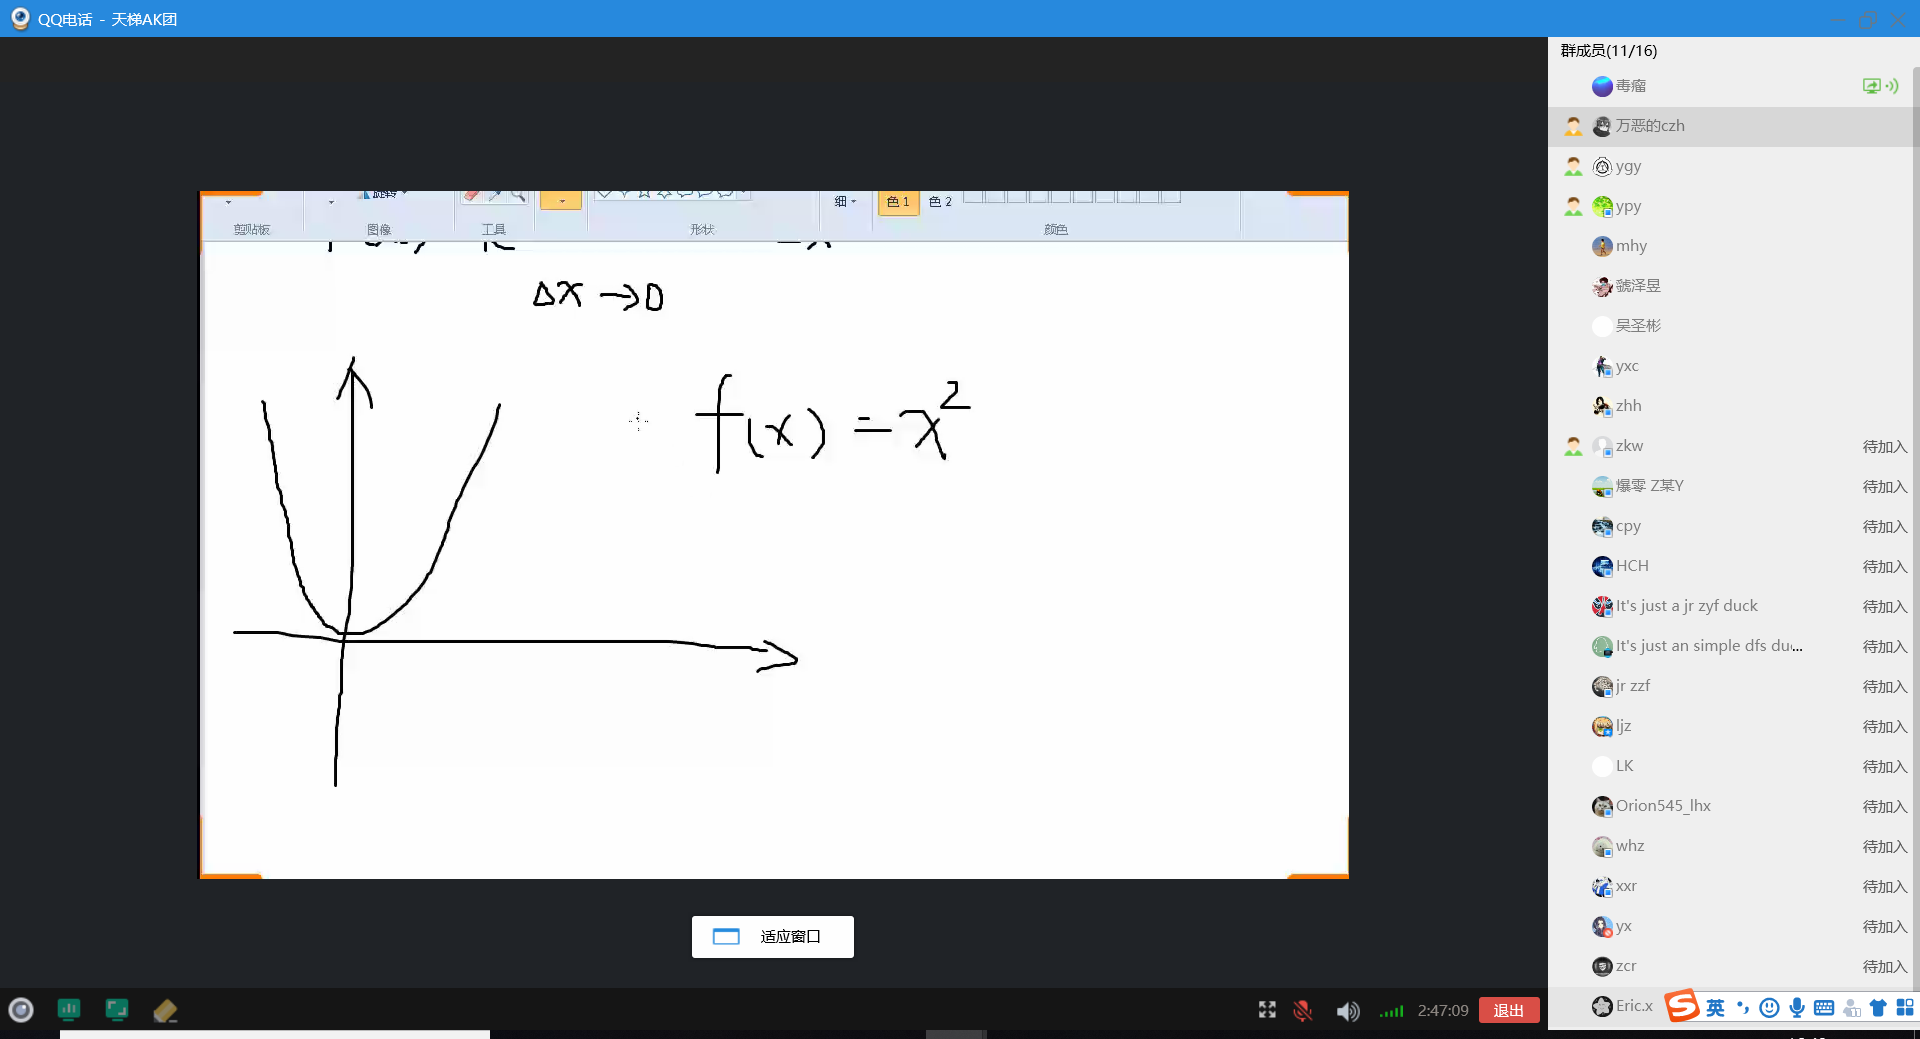 QQ电话 - 天梯AK团
群成员(11/16)
毒瘤
万恶的czh
ygy
ypy
mhy
虢泽昱
吴圣彬
yxc
zhh
zkw 待加入
爆零 Z某Y 待加入
cpy 待加入
HCH 待加入
It's just a jr zyf duck 待加入
It's just an simple dfs du... 待加入
jr zzf 待加入
ljz 待加入
LK 待加入
Orion545_lhx 待加入
whz 待加入
xxr 待加入
yx 待加入
zcr 待加入
Eric.x
英
旋转
细
色 1
色 2
剪贴板
图像
工具
形状
颜色
Δx → 0
f(x) = x²
适应窗口
2:47:09
退出